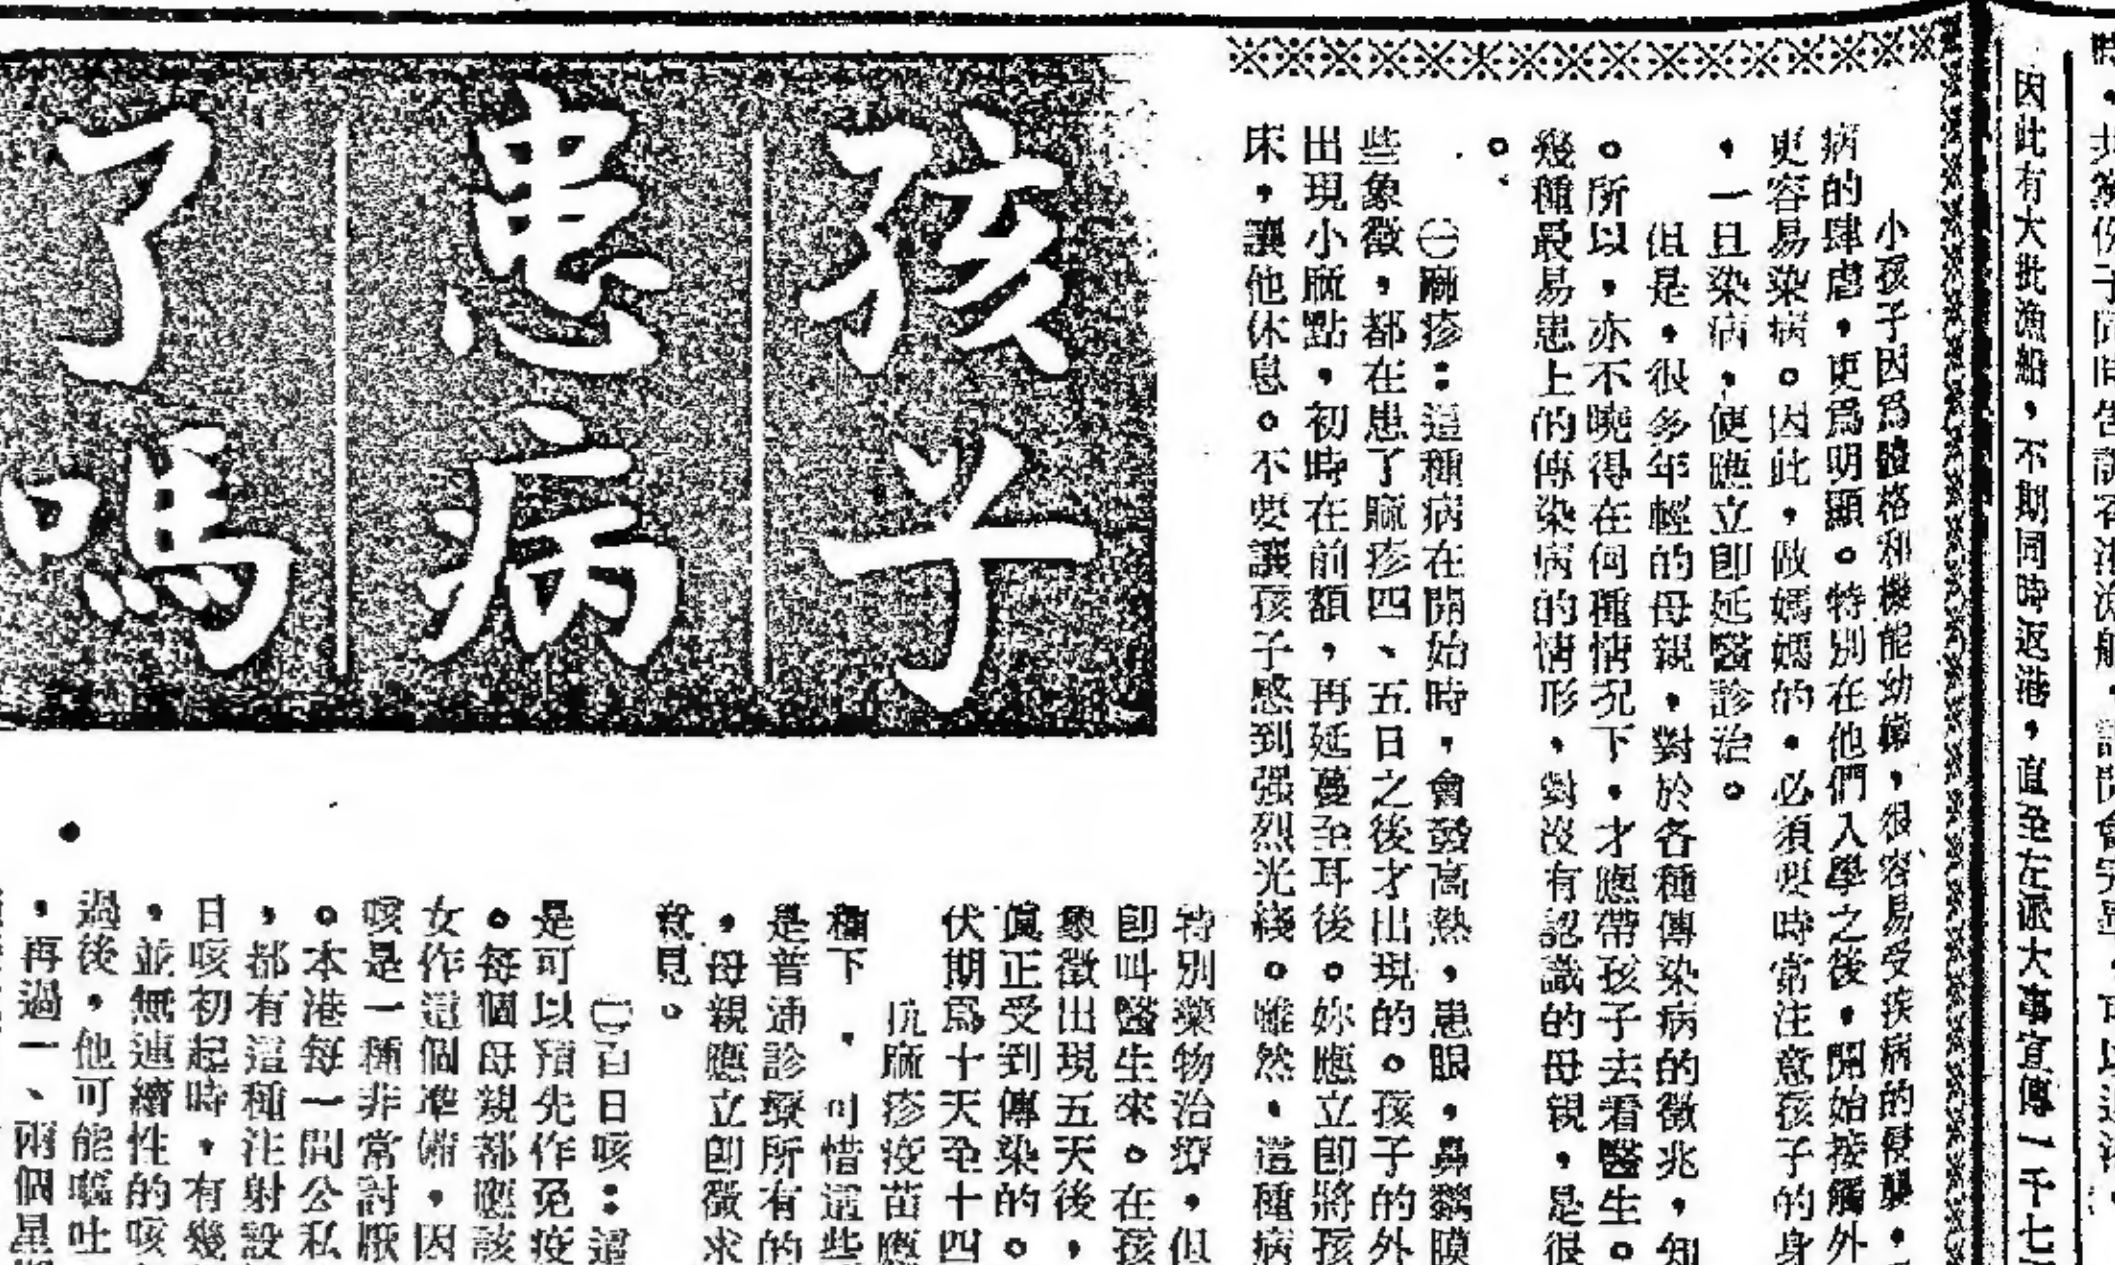 因此有大批漁船，不期同時返港，直至左派大事宣傳一千七
孩子
患病
了嗎
小孩子因爲體格和機能幼嫩，很容易受疾病的侵襲，
病的肆虐，更爲明顯。特別在他們入學之後，開始接觸外
更容易染病。因此，做媽媽的，必須要時常注意孩子的身
，一旦染病，便應立卽延醫診治。
但是，很多年輕的母親，對於各種傳染病的徵兆，知
。所以，亦不曉得在何種情况下，才應帶孩子去看醫生。
幾種最易患上的傳染病的情形，對沒有認識的母親，是很
。
㊀痲疹：這種病在開始時，會發高熱，患眼，鼻黏膜
些象徵，都在患了痲疹四、五日之後才出現的。孩子的外
出現小痲點，初時在前額，再延蔓至耳後。妳應立卽將孩
床，讓他休息。不要讓孩子感到强烈光綫。雖然，這種病
特別藥物治療，但
卽叫醫生來。在孩
象徵出現五天後，
眞正受到傳染的。
伏期爲十天至十四
抗痲疹疫苗應
種下，可惜這些
是普通診療所有的
，母親應立卽徵求
意見。
㊁百日咳：這
是可以預先作免疫
。每個母親都應該
女作這個準備，因
咳是一種非常討厭
。本港每一間公私
，都有這種注射設
日咳初起時，有幾
，並無連續性的咳
過後，他可能嘔吐
，再過一、兩個星